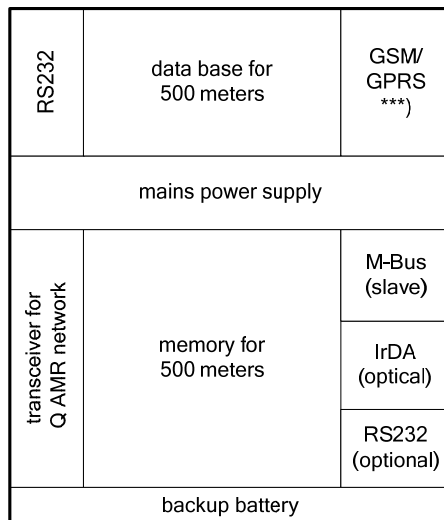 RS232
data base for
500 meters
GSM/
GPRS
***)
mains power supply
transceiver for
Q AMR network
memory for
500 meters
M-Bus
(slave)
IrDA
(optical)
RS232
(optional)
backup battery